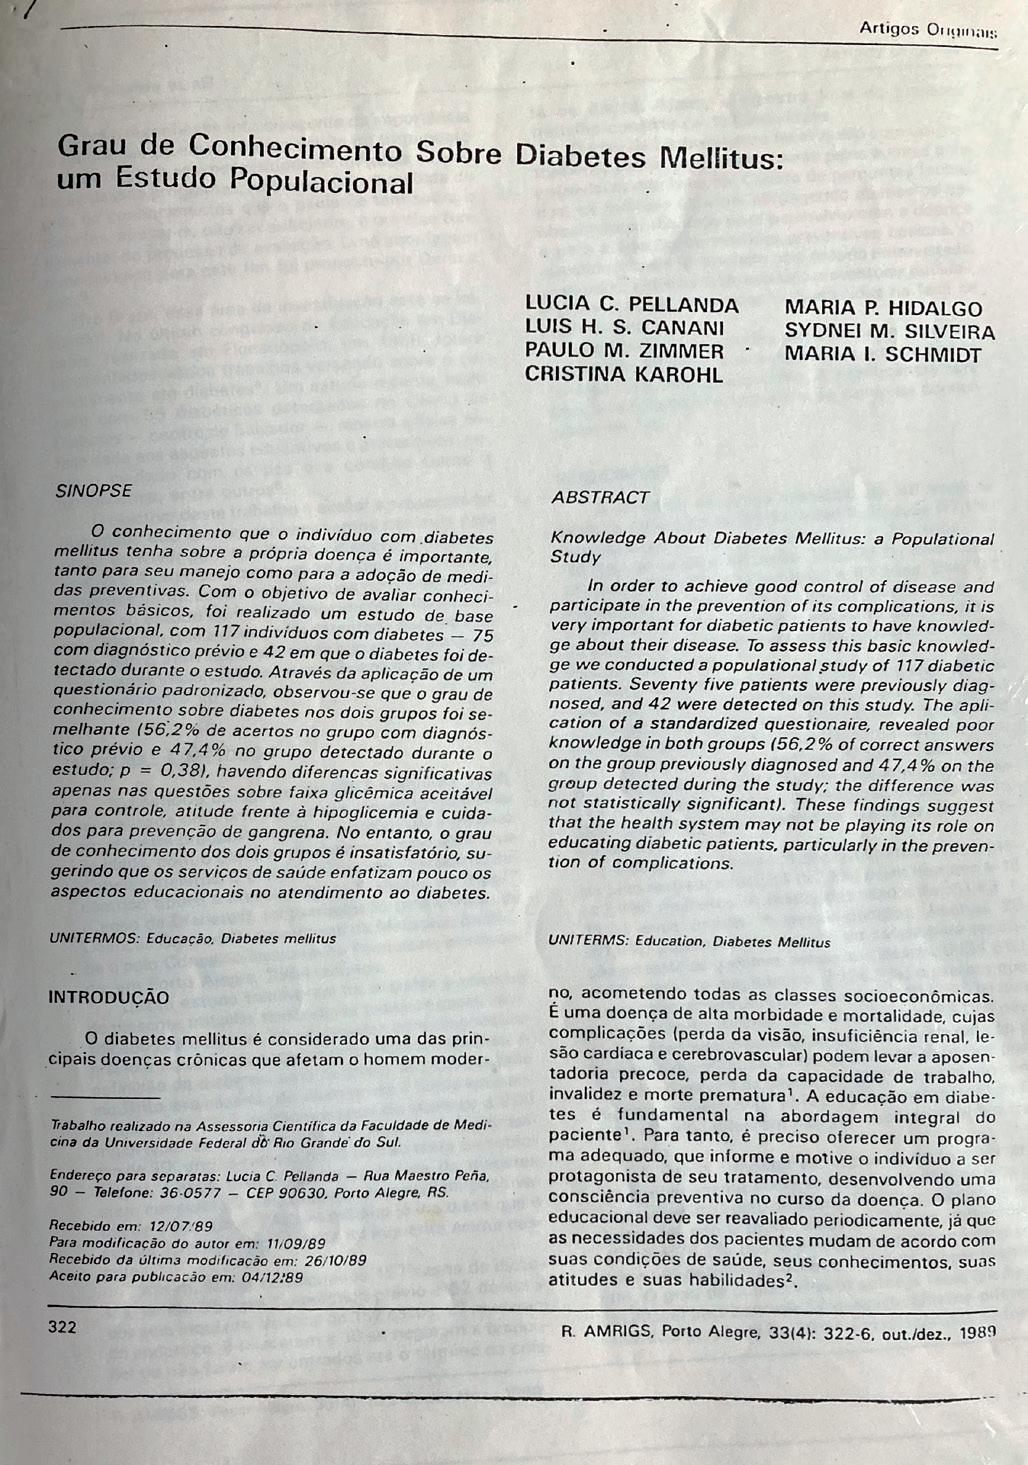 Artigos Originais
Grau de Conhecimento Sobre Diabetes Mellitus:
um Estudo Populacional
LUCIA C. PELLANDA
LUIS H. S. CANANI
PAULO M. ZIMMER
CRISTINA KAROHL
MARIA P. HIDALGO
SYDNEI M. SILVEIRA
MARIA I. SCHMIDT
SINOPSE
O conhecimento que o indivíduo com diabetes
mellitus tenha sobre a própria doença é importante,
tanto para seu manejo como para a adoção de medi-
das preventivas. Com o objetivo de avaliar conheci-
mentos básicos, foi realizado um estudo de base
populacional, com 117 indivíduos com diabetes — 75
com diagnóstico prévio e 42 em que o diabetes foi de-
tectado durante o estudo. Através da aplicação de um
questionário padronizado, observou-se que o grau de
conhecimento sobre diabetes nos dois grupos foi se-
melhante (56,2% de acertos no grupo com diagnós-
tico prévio e 47,4% no grupo detectado durante o
estudo; p = 0,38), havendo diferenças significativas
apenas nas questões sobre faixa glicêmica aceitável
para controle, atitude frente à hipoglicemia e cuida-
dos para prevenção de gangrena. No entanto, o grau
de conhecimento dos dois grupos é insatisfatório, su-
gerindo que os serviços de saúde enfatizam pouco os
aspectos educacionais no atendimento ao diabetes.
UNITERMOS: Educação, Diabetes mellitus
ABSTRACT
Knowledge About Diabetes Mellitus: a Populational
Study
In order to achieve good control of disease and
participate in the prevention of its complications, it is
very important for diabetic patients to have knowled-
ge about their disease. To assess this basic knowled-
ge we conducted a populational study of 117 diabetic
patients. Seventy five patients were previously diag-
nosed, and 42 were detected on this study. The apli-
cation of a standardized questionaire, revealed poor
knowledge in both groups (56,2% of correct answers
on the group previously diagnosed and 47,4% on the
group detected during the study; the difference was
not statistically significant). These findings suggest
that the health system may not be playing its role on
educating diabetic patients, particularly in the preven-
tion of complications.
UNITERMS: Education, Diabetes Mellitus
INTRODUÇÃO
O diabetes mellitus é considerado uma das prin-
cipais doenças crônicas que afetam o homem moder-
Trabalho realizado na Assessoria Científica da Faculdade de Medi-
cina da Universidade Federal do Rio Grande do Sul.
Endereço para separatas: Lucia C. Pellanda — Rua Maestro Peña,
90 — Telefone: 36-0577 — CEP 90630, Porto Alegre, RS.
Recebido em: 12/07/89
Para modificação do autor em: 11/09/89
Recebido da última modificação em: 26/10/89
Aceito para publicação em: 04/12/89
no, acometendo todas as classes socioeconômicas.
É uma doença de alta morbidade e mortalidade, cujas
complicações (perda da visão, insuficiência renal, le-
são cardíaca e cerebrovascular) podem levar a aposen-
tadoria precoce, perda da capacidade de trabalho,
invalidez e morte prematura¹. A educação em diabe-
tes é fundamental na abordagem integral do
paciente¹. Para tanto, é preciso oferecer um progra-
ma adequado, que informe e motive o indivíduo a ser
protagonista de seu tratamento, desenvolvendo uma
consciência preventiva no curso da doença. O plano
educacional deve ser reavaliado periodicamente, já que
as necessidades dos pacientes mudam de acordo com
suas condições de saúde, seus conhecimentos, suas
atitudes e suas habilidades².
322
R. AMRIGS, Porto Alegre, 33(4): 322-6, out./dez., 1989